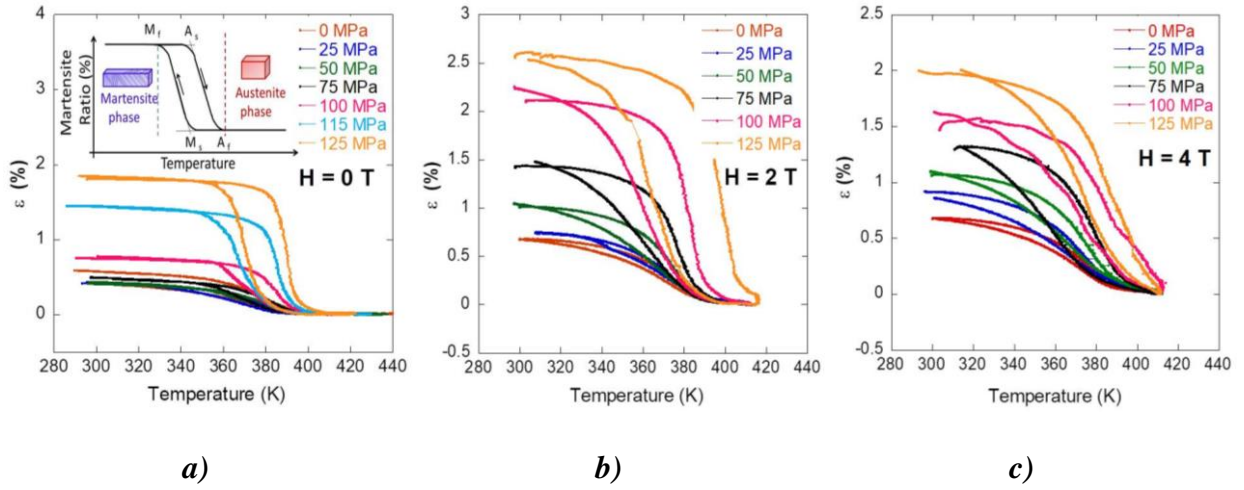 4
3
2
1
0
ε (%)
280 300 320 340 360 380 400 420 440
Temperature (K)
M f A s
Martensite
Ratio (%)
Martensite
phase
Austenite
phase
M s A f
Temperature
0 MPa
25 MPa
50 MPa
75 MPa
100 MPa
115 MPa
125 MPa
H = 0 T
a)
3
2.5
2
1.5
1
0.5
0
-0.5
ε (%)
280 300 320 340 360 380 400 420 440
Temperature (K)
0 MPa
25 MPa
50 MPa
75 MPa
100 MPa
125 MPa
H = 2 T
b)
2.5
2
1.5
1
0.5
0
-0.5
ε (%)
280 300 320 340 360 380 400 420 440
Temperature (K)
0 MPa
25 MPa
50 MPa
75 MPa
100 MPa
125 MPa
H = 4 T
c)